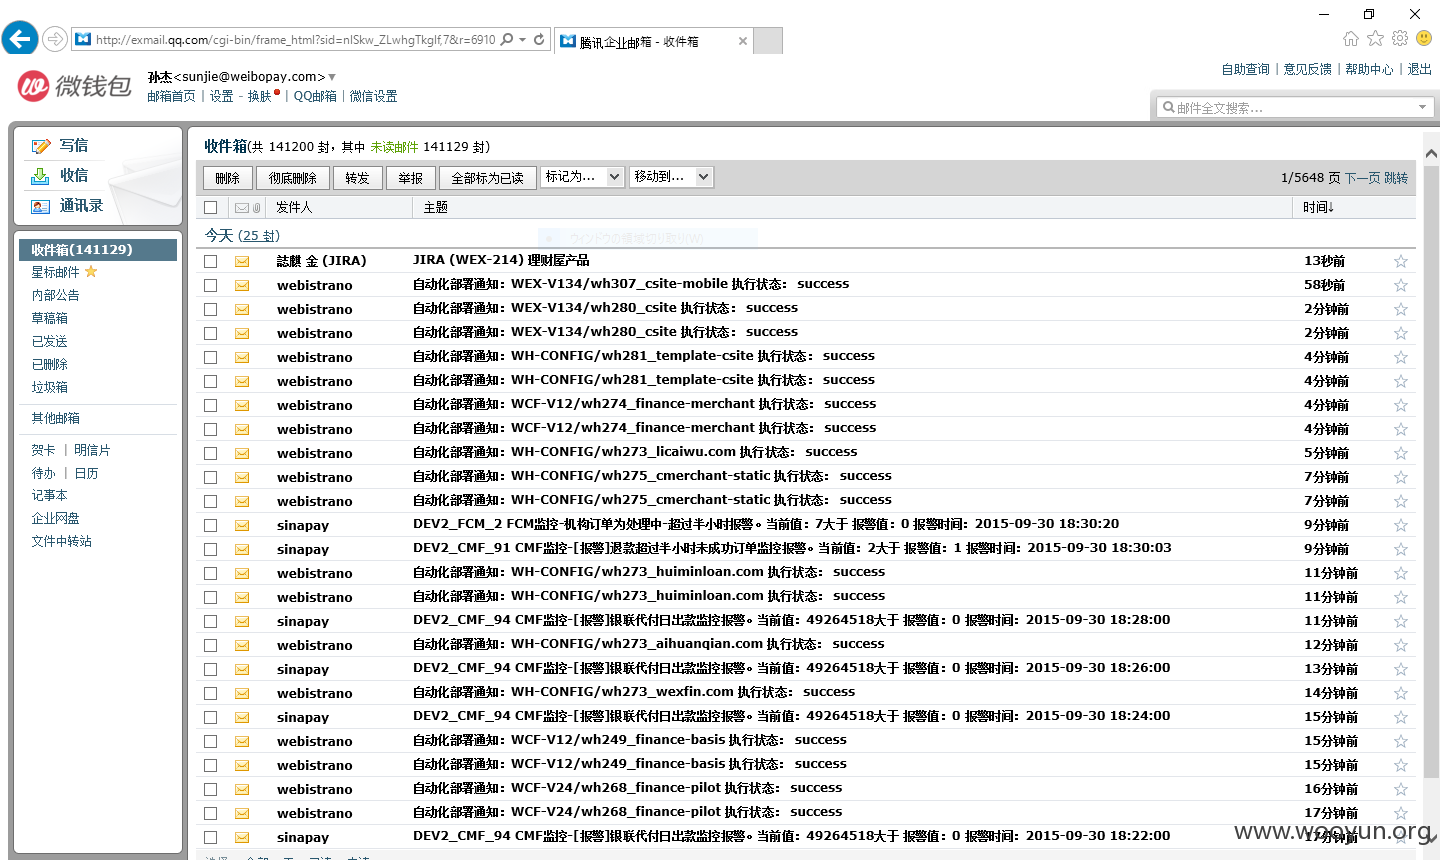 http://exmail.qq.com/cgi-bin/frame_html?sid=nISkw_ZLwhgTkgIf,7&r=6910
腾讯企业邮箱 - 收件箱
微钱包
孙杰<sunjie@weibopay.com>
邮箱首页 | 设置 - 换肤 | QQ邮箱 | 微信设置
自助查询 | 意见反馈 | 帮助中心 | 退出
邮件全文搜索...
写信
收信
通讯录
收件箱(141129)
星标邮件
内部公告
草稿箱
已发送
已删除
垃圾箱
其他邮箱
贺卡 | 明信片
待办 | 日历
记事本
企业网盘
文件中转站
收件箱(共 141200 封，其中 未读邮件 141129 封)
删除 彻底删除 转发 举报 全部标为已读 标记为... 移动到... 1/5648 页 下一页 跳转
发件人 主题 时间↓
今天 (25 封)
ウィンドウの領域切り取り(W)
誌麒 金 (JIRA) JIRA (WEX-214) 理财屋产品 13秒前
webistrano 自动化部署通知：WEX-V134/wh307_csite-mobile 执行状态： success 58秒前
webistrano 自动化部署通知：WEX-V134/wh280_csite 执行状态： success 2分钟前
webistrano 自动化部署通知：WEX-V134/wh280_csite 执行状态： success 2分钟前
webistrano 自动化部署通知：WH-CONFIG/wh281_template-csite 执行状态： success 4分钟前
webistrano 自动化部署通知：WH-CONFIG/wh281_template-csite 执行状态： success 4分钟前
webistrano 自动化部署通知：WCF-V12/wh274_finance-merchant 执行状态： success 4分钟前
webistrano 自动化部署通知：WCF-V12/wh274_finance-merchant 执行状态： success 4分钟前
webistrano 自动化部署通知：WH-CONFIG/wh273_licaiwu.com 执行状态： success 5分钟前
webistrano 自动化部署通知：WH-CONFIG/wh275_cmerchant-static 执行状态： success 7分钟前
webistrano 自动化部署通知：WH-CONFIG/wh275_cmerchant-static 执行状态： success 7分钟前
sinapay DEV2_FCM_2 FCM监控-机构订单为处理中-超过半小时报警。当前值：7大于 报警值：0 报警时间：2015-09-30 18:30:20 9分钟前
sinapay DEV2_CMF_91 CMF监控-[报警]退款超过半小时未成功订单监控报警。当前值：2大于 报警值：1 报警时间：2015-09-30 18:30:03 9分钟前
webistrano 自动化部署通知：WH-CONFIG/wh273_huiminloan.com 执行状态： success 11分钟前
webistrano 自动化部署通知：WH-CONFIG/wh273_huiminloan.com 执行状态： success 11分钟前
sinapay DEV2_CMF_94 CMF监控-[报警]银联代付日出款监控报警。当前值：49264518大于 报警值：0 报警时间：2015-09-30 18:28:00 11分钟前
webistrano 自动化部署通知：WH-CONFIG/wh273_aihuanqian.com 执行状态： success 12分钟前
sinapay DEV2_CMF_94 CMF监控-[报警]银联代付日出款监控报警。当前值：49264518大于 报警值：0 报警时间：2015-09-30 18:26:00 13分钟前
webistrano 自动化部署通知：WH-CONFIG/wh273_wexfin.com 执行状态： success 14分钟前
sinapay DEV2_CMF_94 CMF监控-[报警]银联代付日出款监控报警。当前值：49264518大于 报警值：0 报警时间：2015-09-30 18:24:00 15分钟前
webistrano 自动化部署通知：WCF-V12/wh249_finance-basis 执行状态： success 15分钟前
webistrano 自动化部署通知：WCF-V12/wh249_finance-basis 执行状态： success 15分钟前
webistrano 自动化部署通知：WCF-V24/wh268_finance-pilot 执行状态： success 16分钟前
webistrano 自动化部署通知：WCF-V24/wh268_finance-pilot 执行状态： success 17分钟前
sinapay DEV2_CMF_94 CMF监控-[报警]银联代付日出款监控报警。当前值：49264518大于 报警值：0 报警时间：2015-09-30 18:22:00 17分钟前
www.wooyun.org